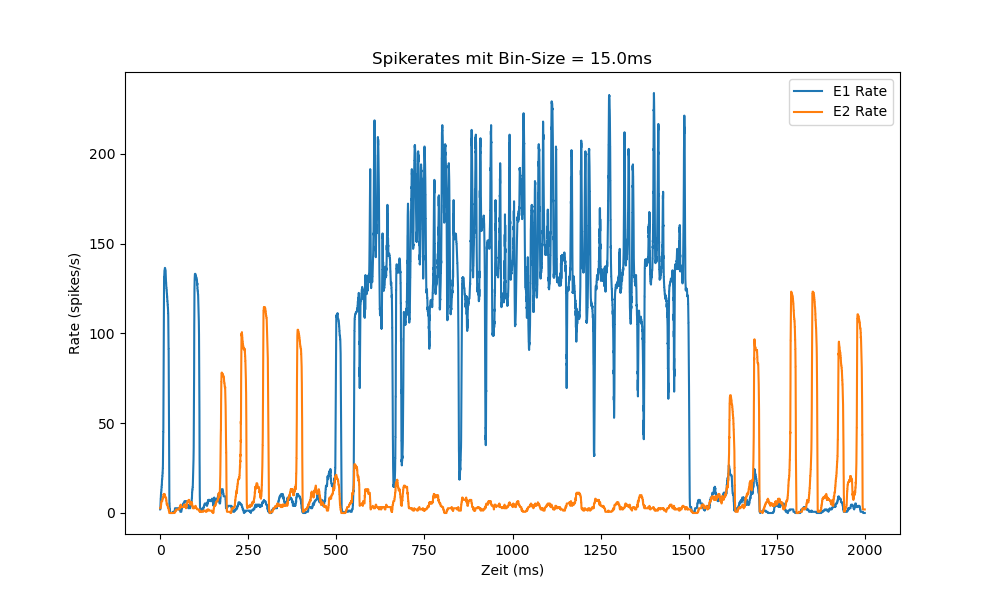 Spikerates mit Bin-Size = 15.0ms
E1 Rate
E2 Rate
Rate (spikes/s)
200
150
100
50
0
0 250 500 750 1000 1250 1500 1750 2000
Zeit (ms)